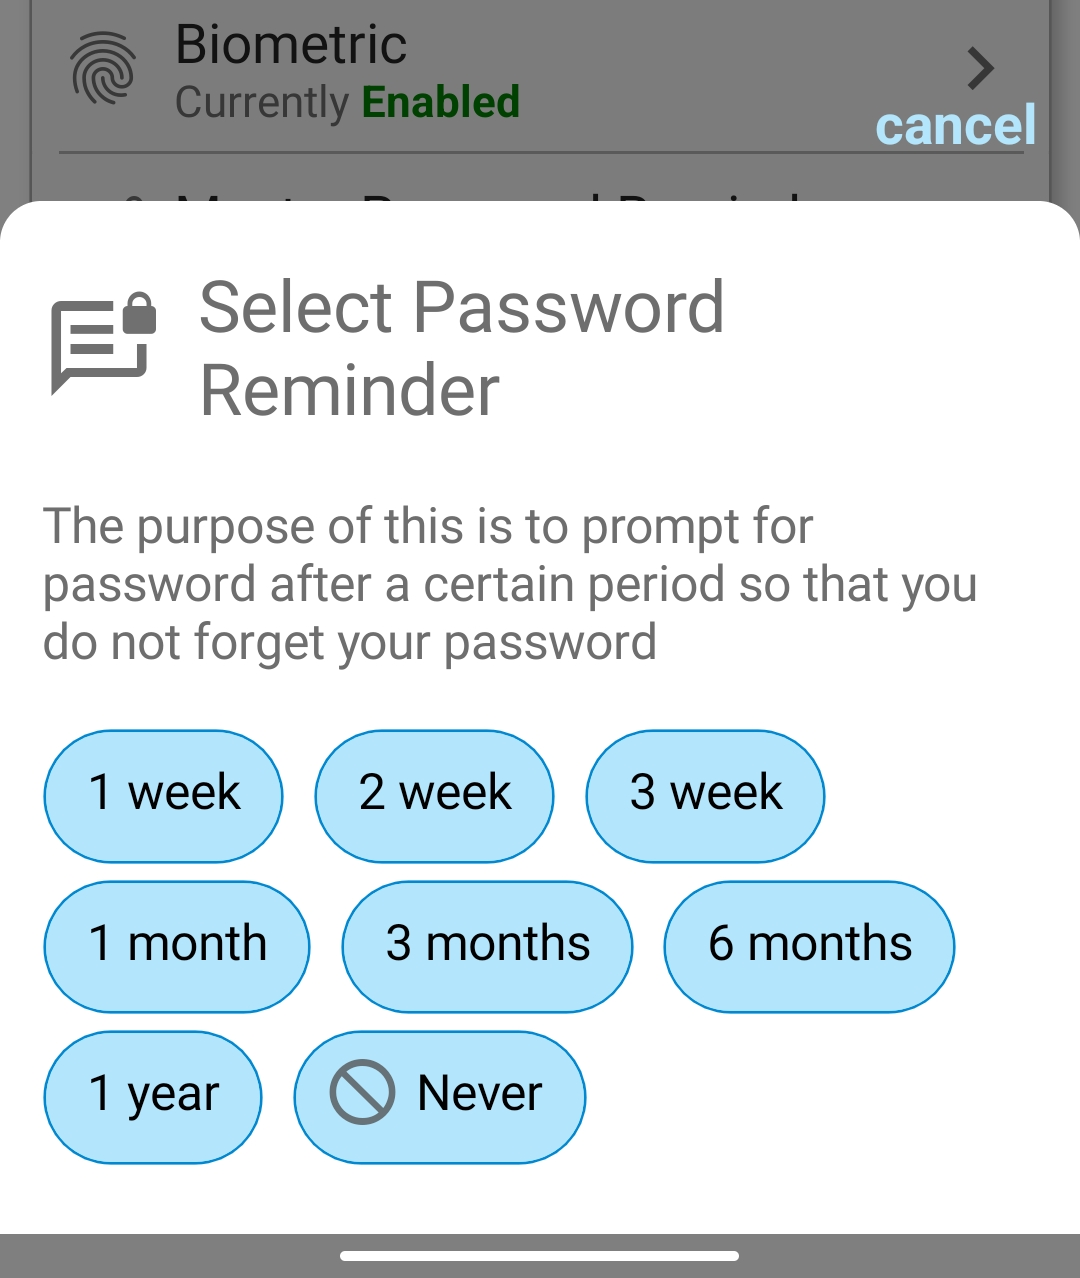 Biometric
Currently Enabled
cancel
Select Password
Reminder
The purpose of this is to prompt for
password after a certain period so that you
do not forget your password
1 week
2 week
3 week
1 month
3 months
6 months
1 year
Never